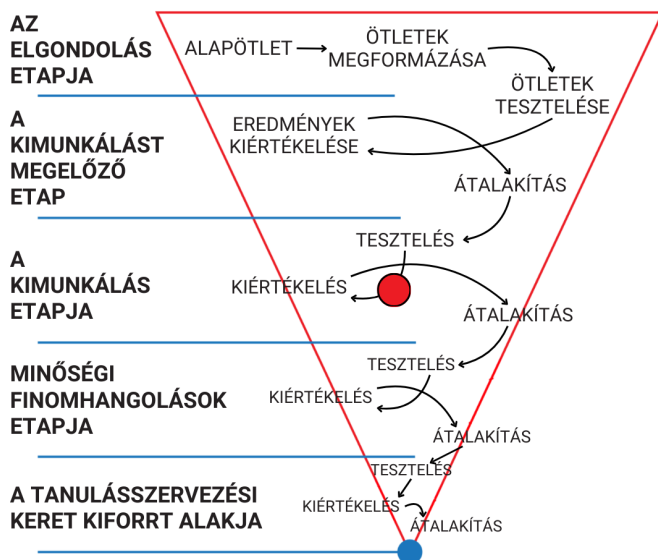 AZ
ELGONDOLÁS
ETAPJA
ALAPÖTLET
ÖTLETEK
MEGFORMÁZÁSA
ÖTLETEK
TESZTELÉSE
A
KIMUNKÁLÁST
MEGELŐZŐ
ETAP
EREDMÉNYEK
KIÉRTÉKELÉSE
ÁTALAKÍTÁS
TESZTELÉS
A
KIMUNKÁLÁS
ETAPJA
KIÉRTÉKELÉS
ÁTALAKÍTÁS
TESZTELÉS
MINŐSÉGI
FINOMHANGOLÁSOK
ETAPJA
KIÉRTÉKELÉS
ÁTALAKÍTÁS
TESZTELÉS
A TANULÁSSZERVEZÉSI
KERET KIFORRT ALAKJA
KIÉRTÉKELÉS
ÁTALAKÍTÁS